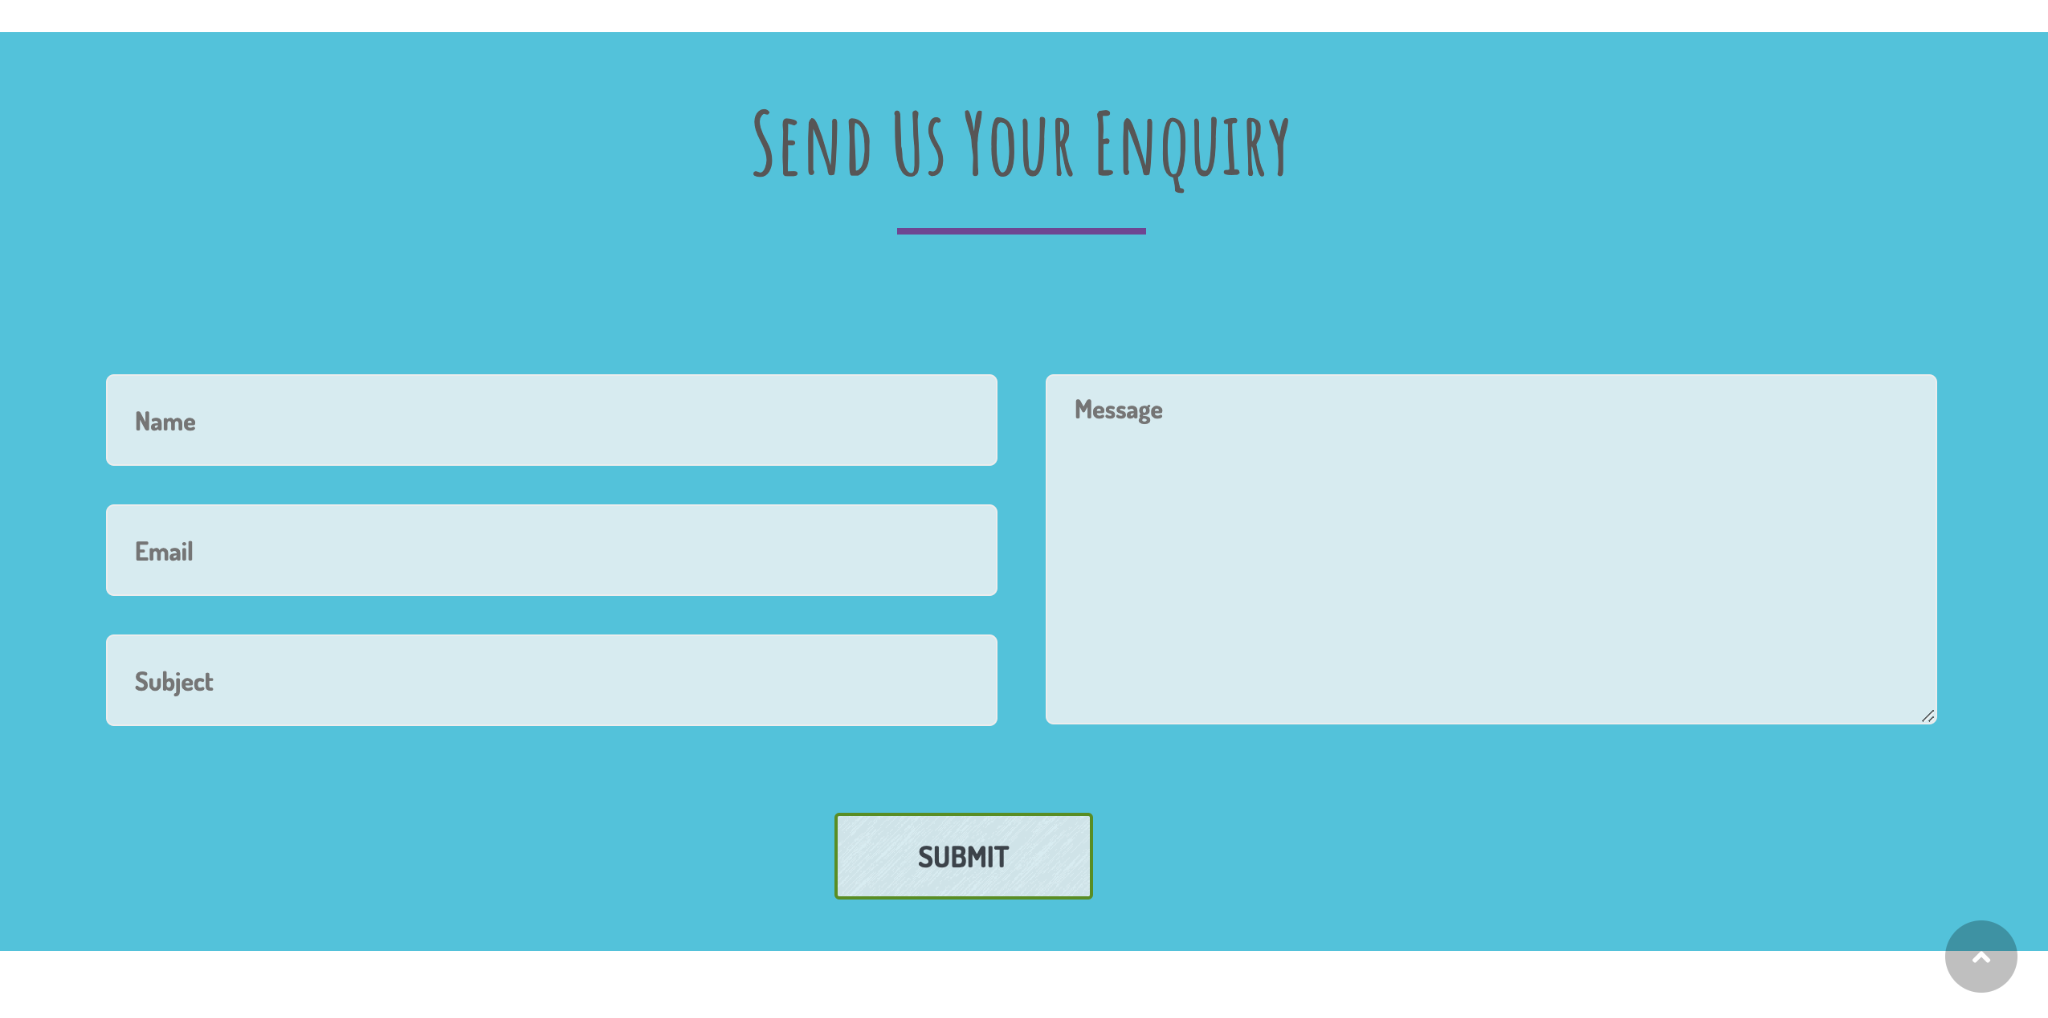 Send Us Your Enquiry
Name
Email
Subject
Message
SUBMIT